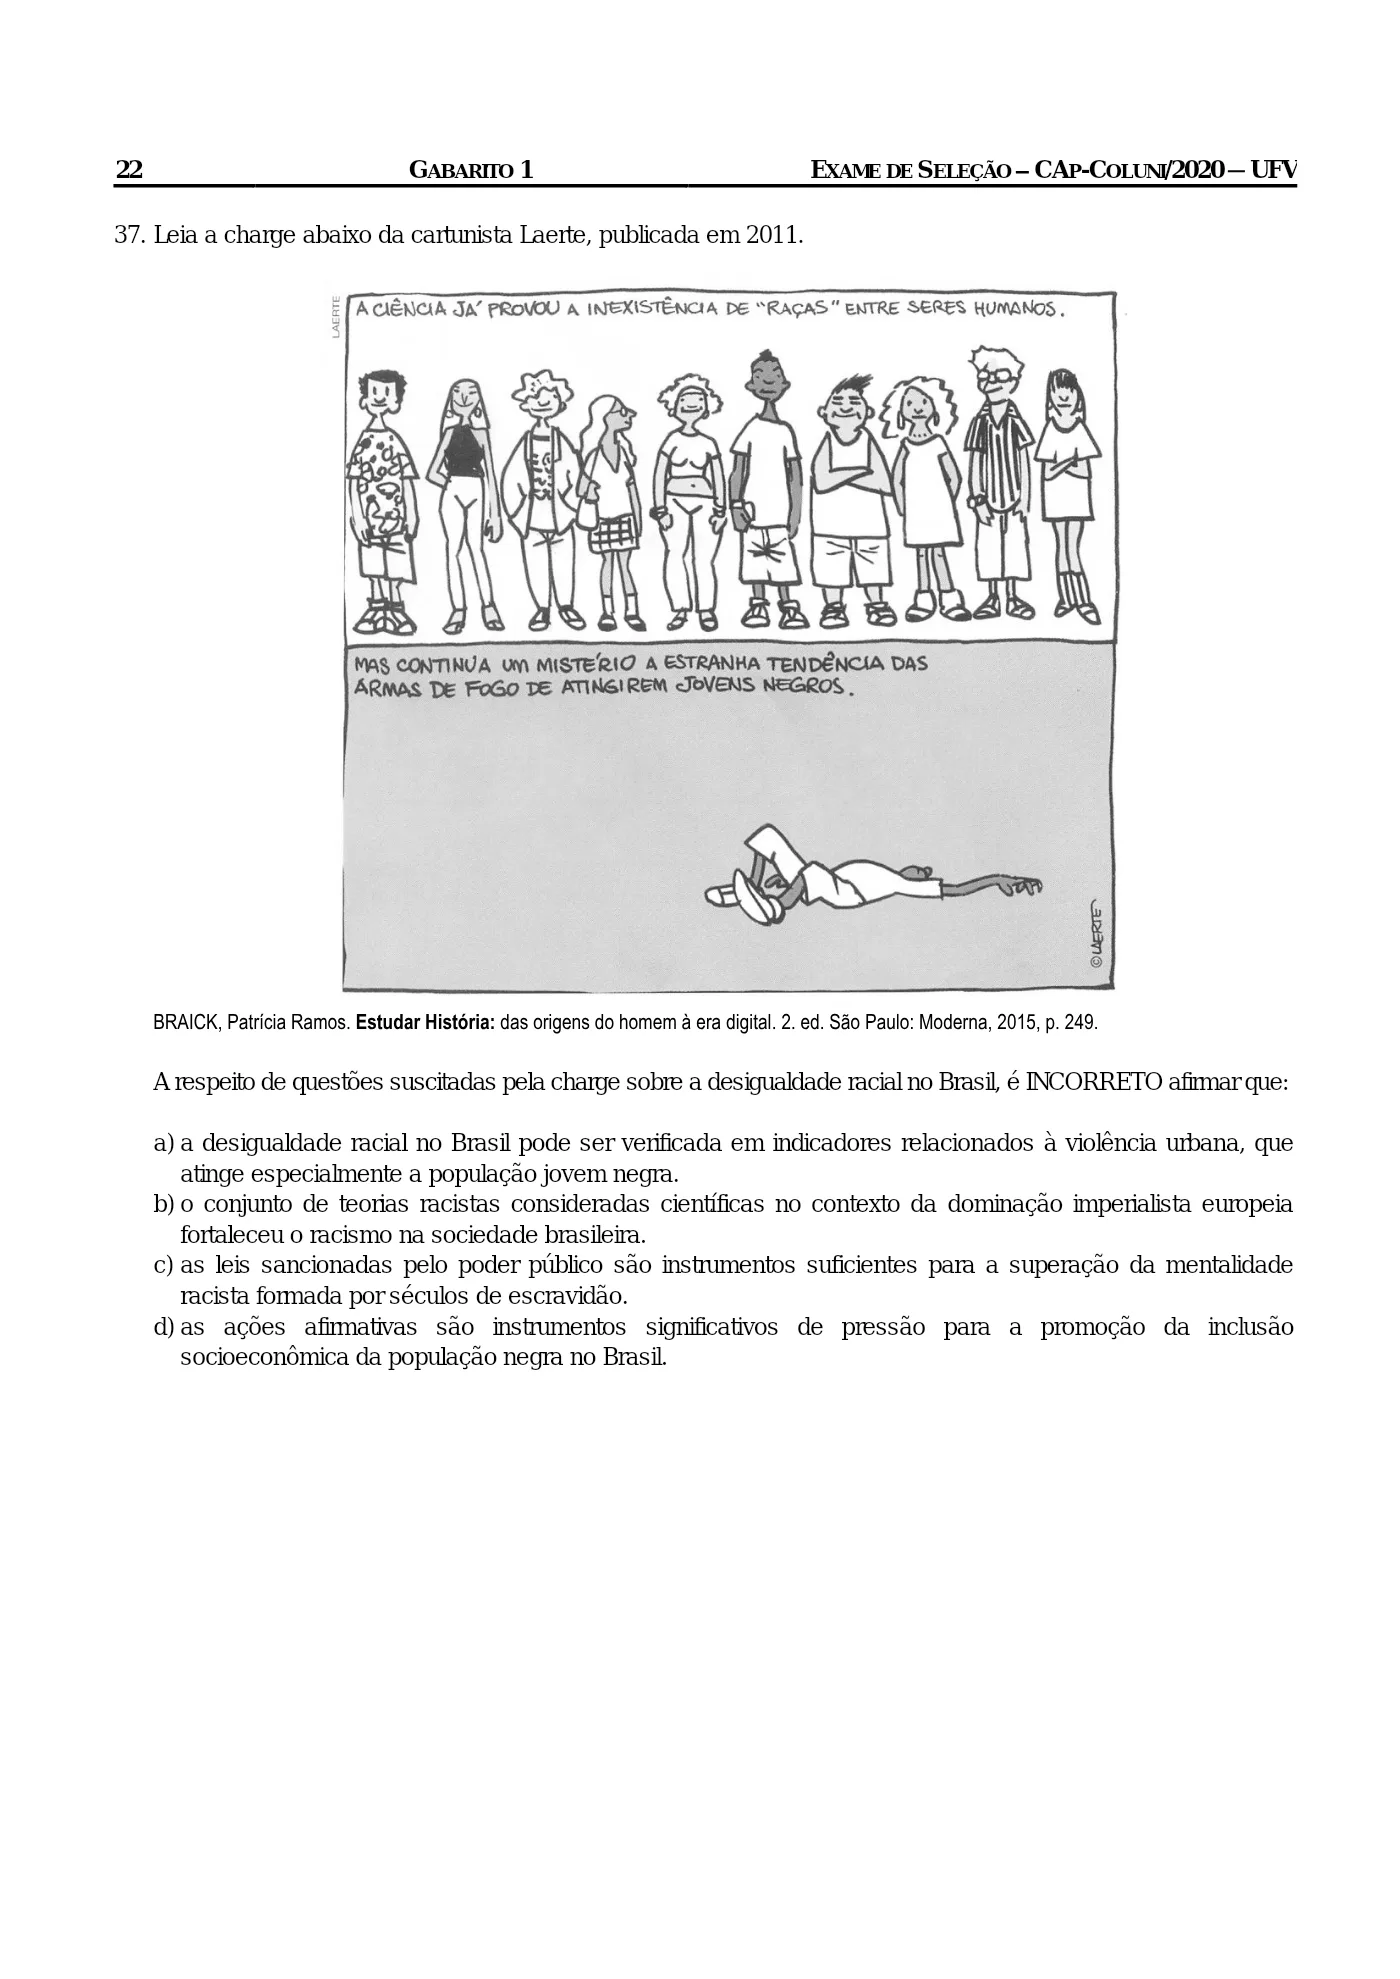 22 GABARITO 1 EXAME DE SELEÇÃO – CAP-COLUNI/2020 — UFV
37. Leia a charge abaixo da cartunista Laerte, publicada em 2011.
LAERTE
A CIÊNCIA JÁ PROVOU A INEXISTÊNCIA DE "RAÇAS" ENTRE SERES HUMANOS.
MAS CONTINUA UM MISTÉRIO A ESTRANHA TENDÊNCIA DAS
ARMAS DE FOGO DE ATINGIREM JOVENS NEGROS.
© LAERTE
BRAICK, Patrícia Ramos. Estudar História: das origens do homem à era digital. 2. ed. São Paulo: Moderna, 2015, p. 249.
A respeito de questões suscitadas pela charge sobre a desigualdade racial no Brasil, é INCORRETO afirmar que:
a) a desigualdade racial no Brasil pode ser verificada em indicadores relacionados à violência urbana, que
atinge especialmente a população jovem negra.
b) o conjunto de teorias racistas consideradas científicas no contexto da dominação imperialista europeia
fortaleceu o racismo na sociedade brasileira.
c) as leis sancionadas pelo poder público são instrumentos suficientes para a superação da mentalidade
racista formada por séculos de escravidão.
d) as ações afirmativas são instrumentos significativos de pressão para a promoção da inclusão
socioeconômica da população negra no Brasil.